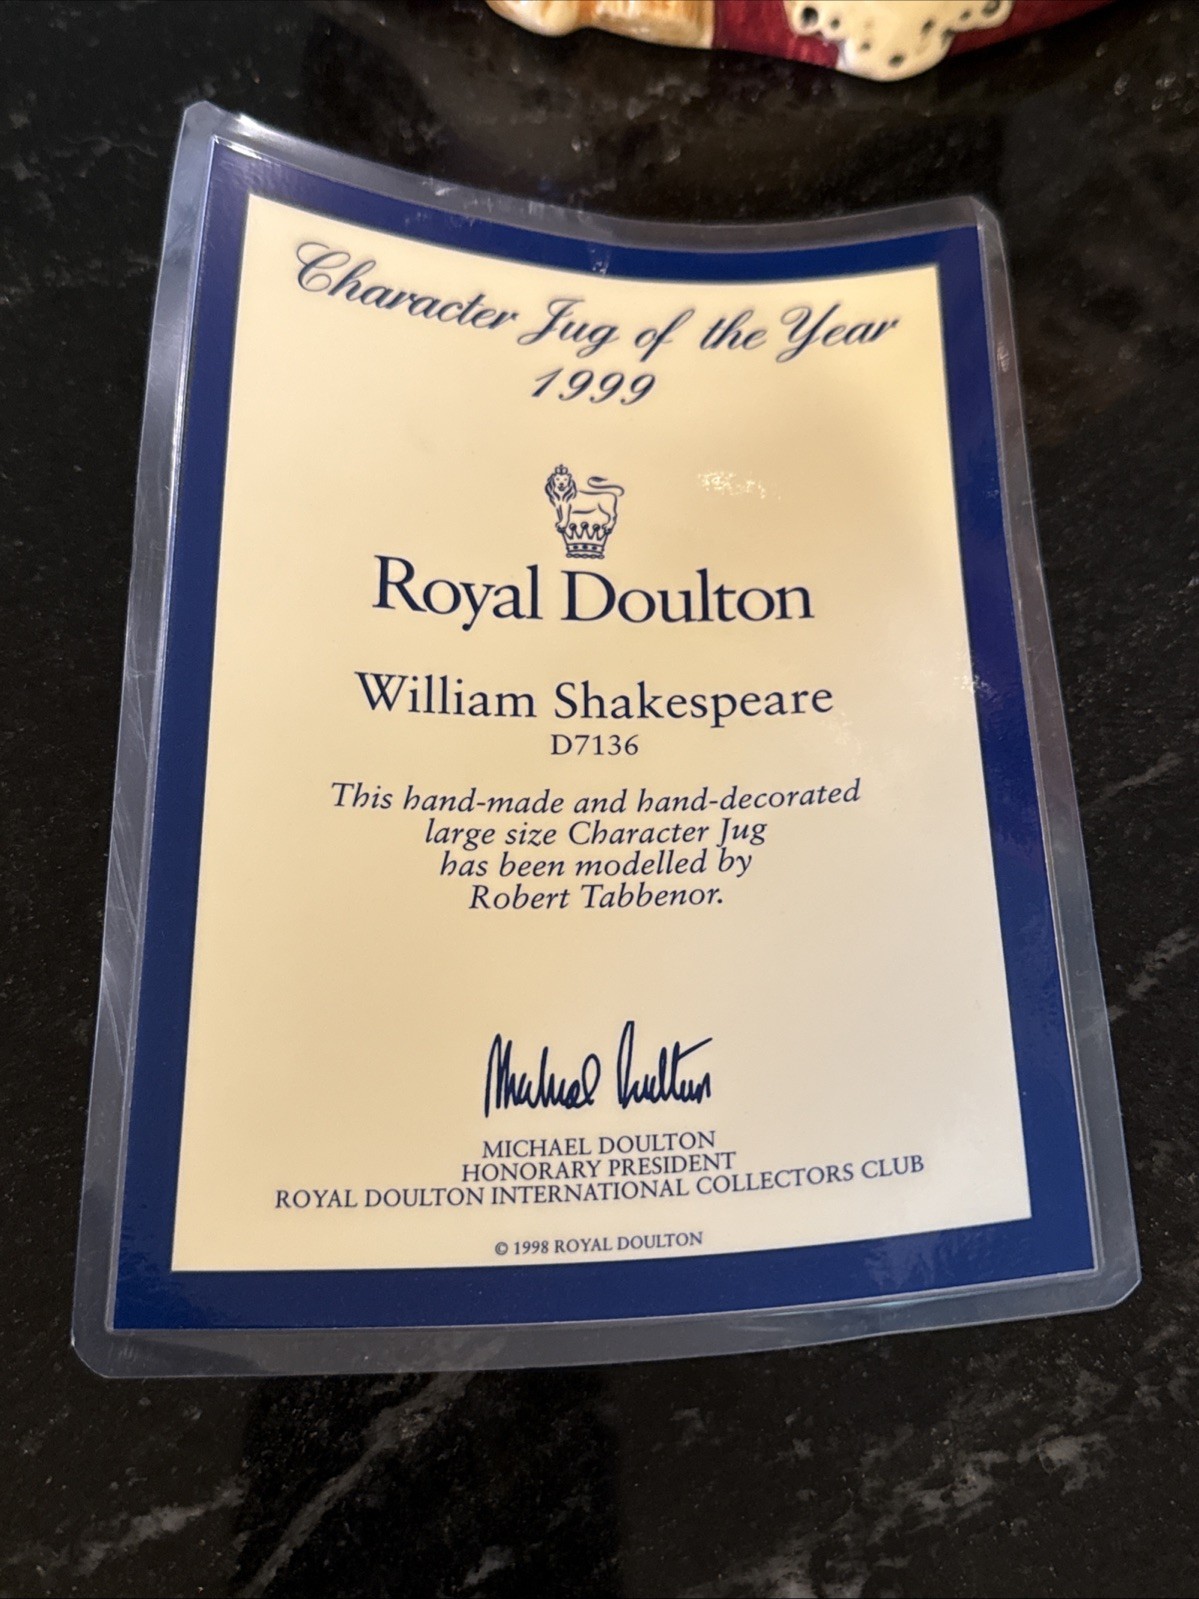 Character Jug of the Year
1999
Royal Doulton
William Shakespeare
D7136
This hand-made and hand-decorated
large size Character Jug
has been modelled by
Robert Tabbenor.
Michael Doulton
MICHAEL DOULTON
HONORARY PRESIDENT
ROYAL DOULTON INTERNATIONAL COLLECTORS CLUB
© 1998 ROYAL DOULTON